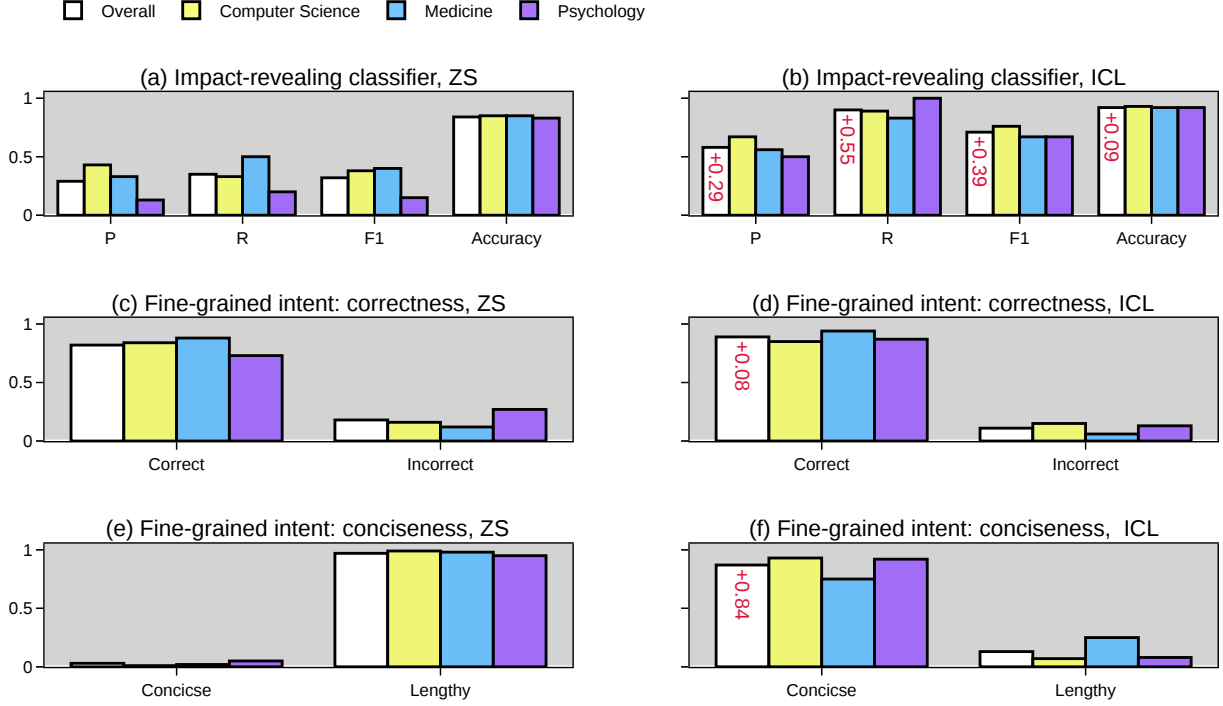 Overall Computer Science Medicine Psychology
(a) Impact-revealing classifier, ZS
1
0.5
0
P R F1 Accuracy
(b) Impact-revealing classifier, ICL
+0.29 +0.55 +0.39 +0.09
P R F1 Accuracy
(c) Fine-grained intent: correctness, ZS
1
0.5
0
Correct Incorrect
(d) Fine-grained intent: correctness, ICL
+0.08
Correct Incorrect
(e) Fine-grained intent: conciseness, ZS
1
0.5
0
Concicse Lengthy
(f) Fine-grained intent: conciseness, ICL
+0.84
Concicse Lengthy